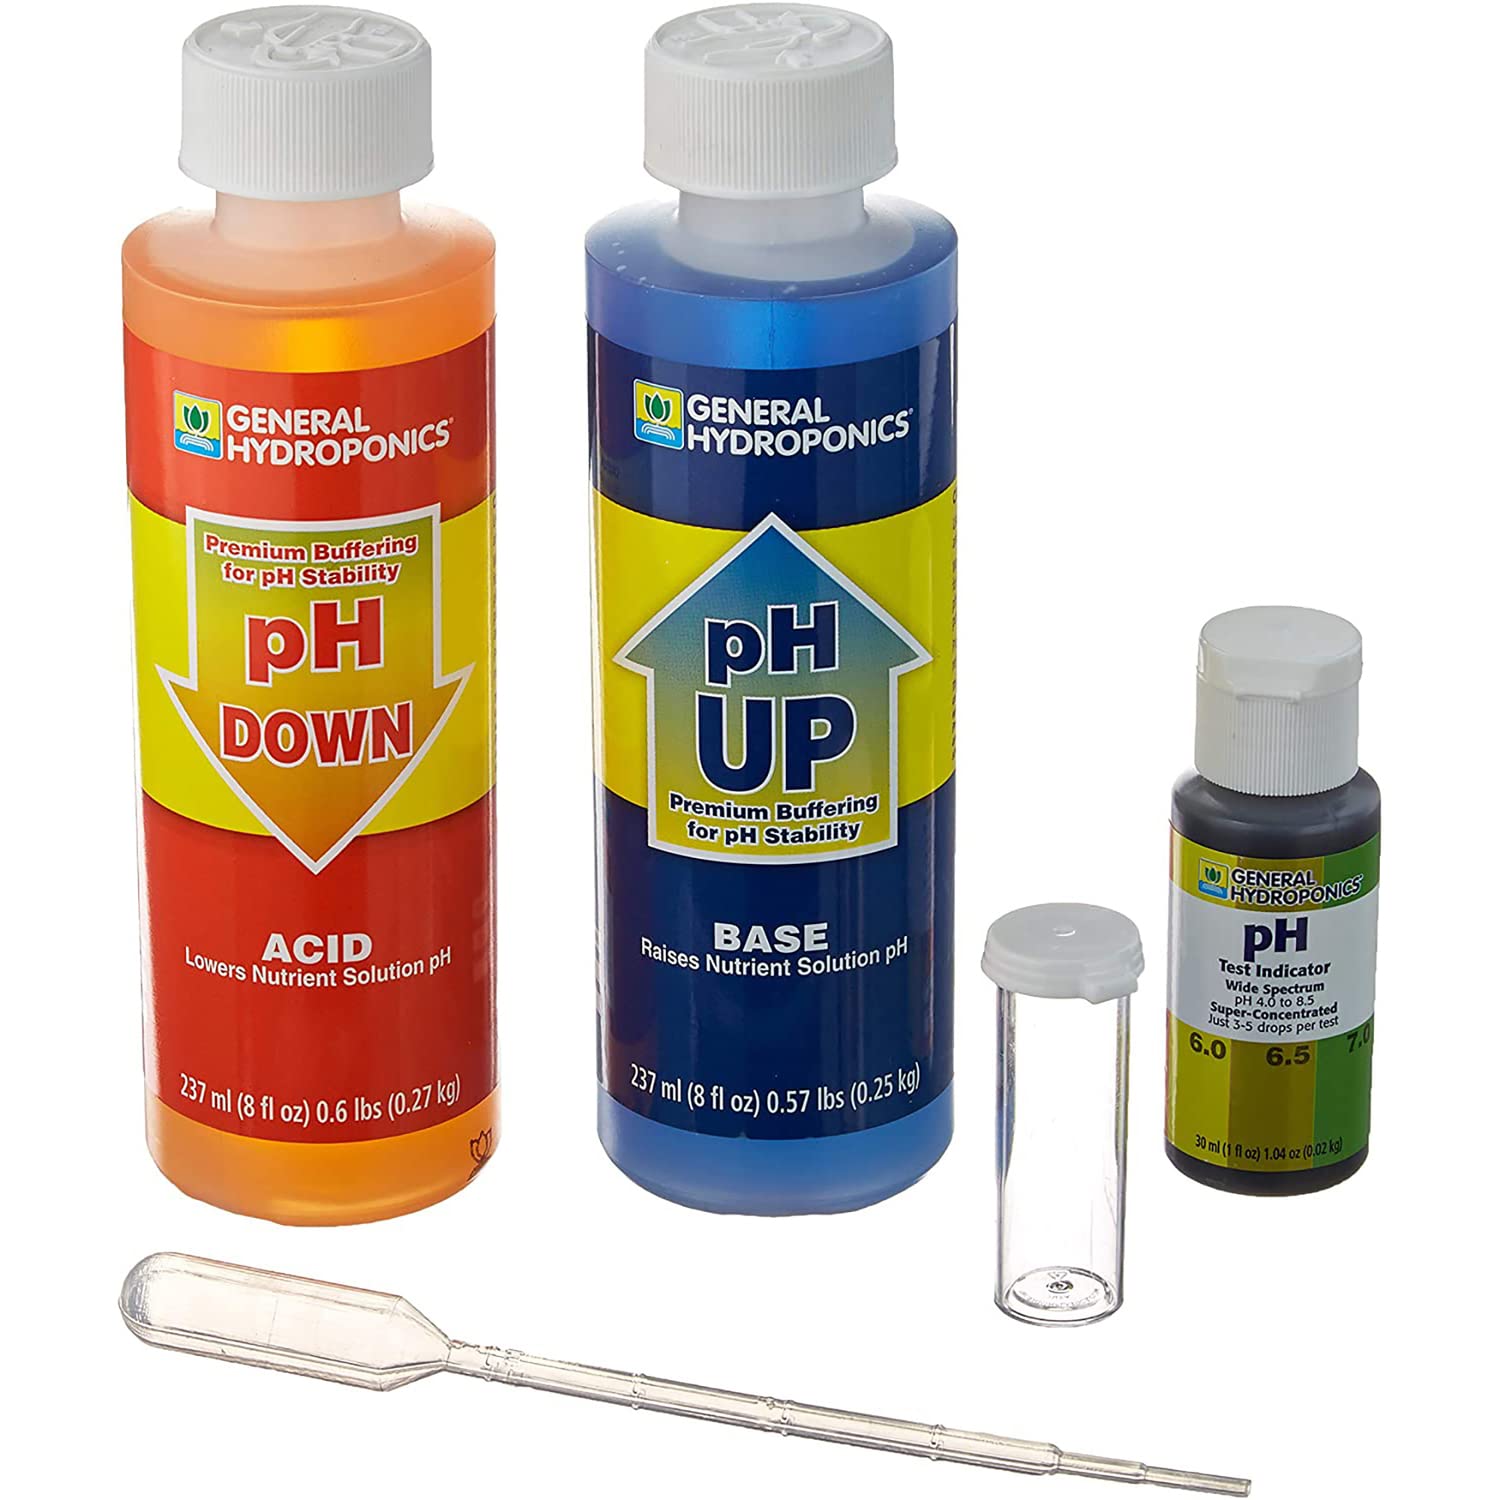 GENERAL
HYDROPONICS®
Premium Buffering
for pH Stability
pH
DOWN
ACID
Lowers Nutrient Solution pH
237 ml (8 fl oz) 0.6 lbs (0.27 kg)
GENERAL
HYDROPONICS®
pH
UP
Premium Buffering
for pH Stability
BASE
Raises Nutrient Solution pH
237 ml (8 fl oz) 0.57 lbs (0.25 kg)
GENERAL
HYDROPONICS®
pH
Test Indicator
Wide Spectrum
pH 4.0 to 8.5
Super-Concentrated
Just 3-5 drops per test
6.0 6.5 7.0
30 ml (1 fl oz) 1.04 oz (0.02 kg)